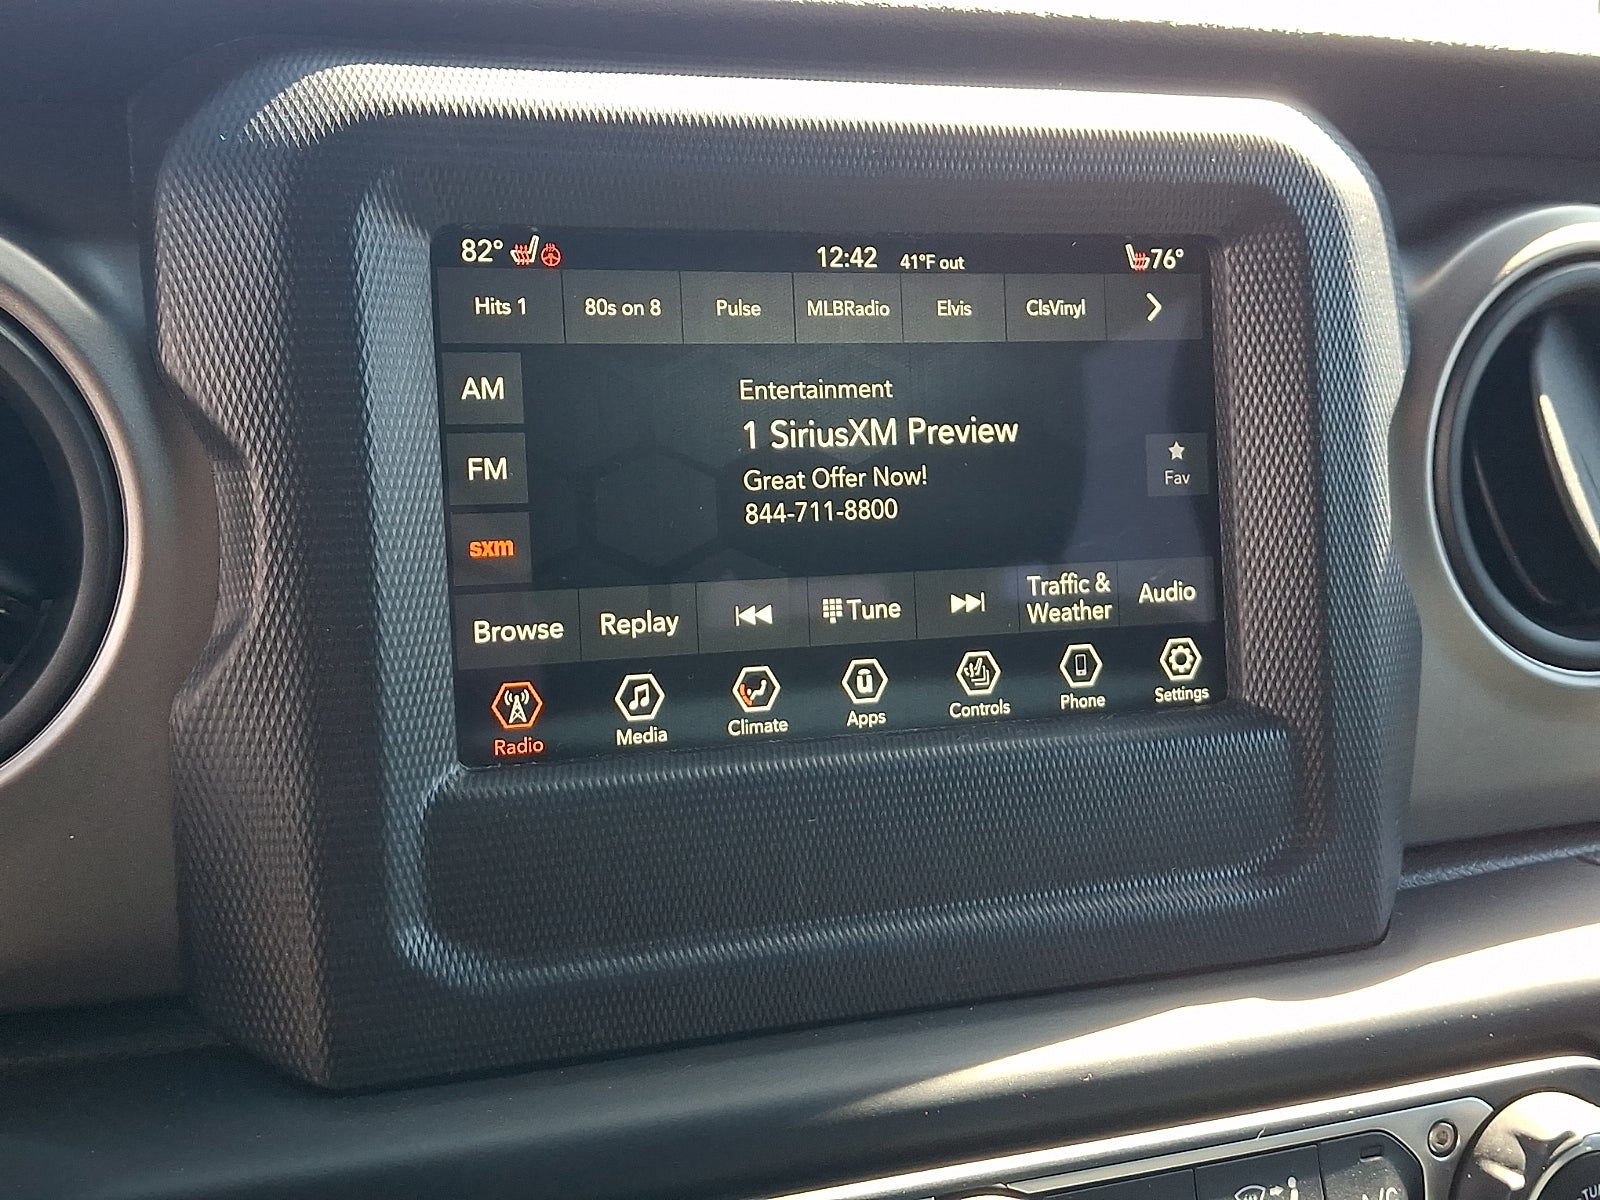 82° 12:42 41°F out 76°
Hits 1 80s on 8 Pulse MLBRadio Elvis ClsVinyl
AM
Entertainment
1 SiriusXM Preview
FM
Great Offer Now!
Fav
844-711-8800
sxm
Browse Replay Tune Traffic & Weather Audio
Radio Media Climate Apps Controls Phone Settings
A/C